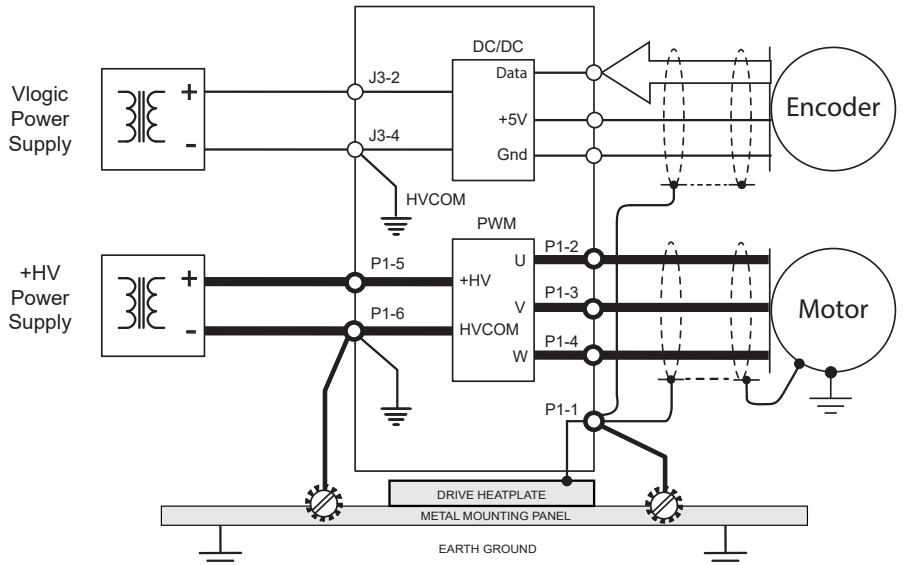 DC/DC
Vlogic
Power
Supply
+
-
J3-2
J3-4
HVCOM
Data
+5V
Gnd
Encoder
PWM
+HV
Power
Supply
+
-
P1-5
P1-6
+HV
HVCOM
U
V
W
P1-2
P1-3
P1-4
P1-1
Motor
DRIVE HEATPLATE
METAL MOUNTING PANEL
EARTH GROUND